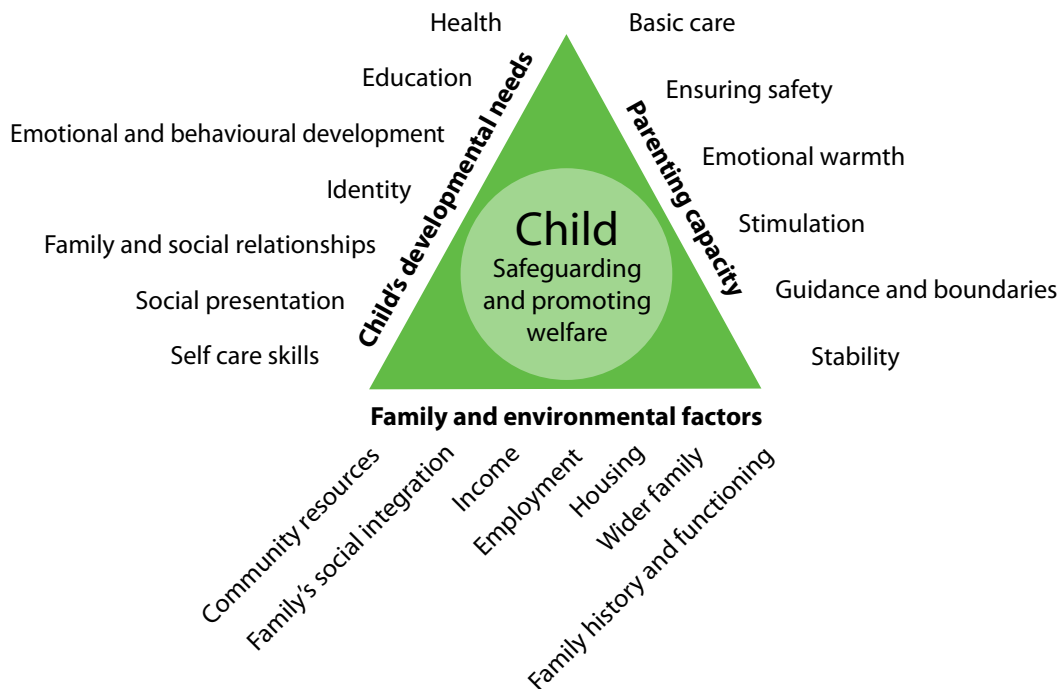 Health
Education
Emotional and behavioural development
Identity
Family and social relationships
Social presentation
Self care skills
Child's developmental needs
Basic care
Ensuring safety
Emotional warmth
Stimulation
Guidance and boundaries
Stability
Parenting capacity
Child
Safeguarding
and promoting
welfare
Family and environmental factors
Community resources
Family's social integration
Income
Employment
Housing
Wider family
Family history and functioning